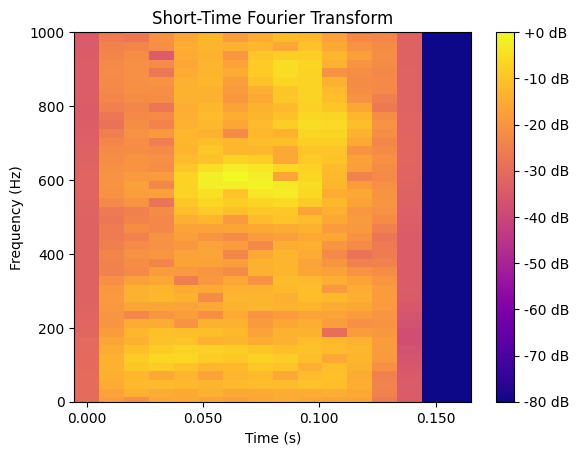 Short-Time Fourier Transform
1000
800
600
400
200
0
Frequency (Hz)
0.000
0.050
0.100
0.150
Time (s)
+0 dB
-10 dB
-20 dB
-30 dB
-40 dB
-50 dB
-60 dB
-70 dB
-80 dB